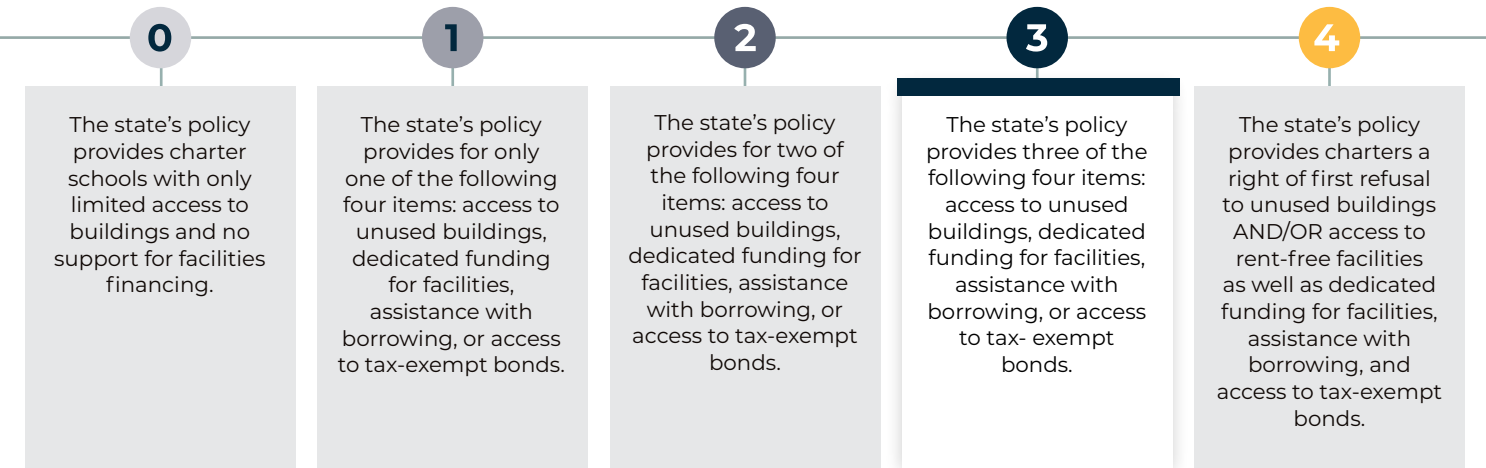 0
The state's policy
provides charter
schools with only
limited access to
buildings and no
support for facilities
financing.
1
The state's policy
provides for only
one of the following
four items: access to
unused buildings,
dedicated funding
for facilities,
assistance with
borrowing, or access
to tax-exempt bonds.
2
The state's policy
provides for two of
the following four
items: access to
unused buildings,
dedicated funding for
facilities, assistance
with borrowing, or
access to tax-exempt
bonds.
3
The state's policy
provides three of the
following four items:
access to unused
buildings, dedicated
funding for facilities,
assistance with
borrowing, or access
to tax- exempt
bonds.
4
The state's policy
provides charters a
right of first refusal
to unused buildings
AND/OR access to
rent-free facilities
as well as dedicated
funding for facilities,
assistance with
borrowing, and
access to tax-exempt
bonds.